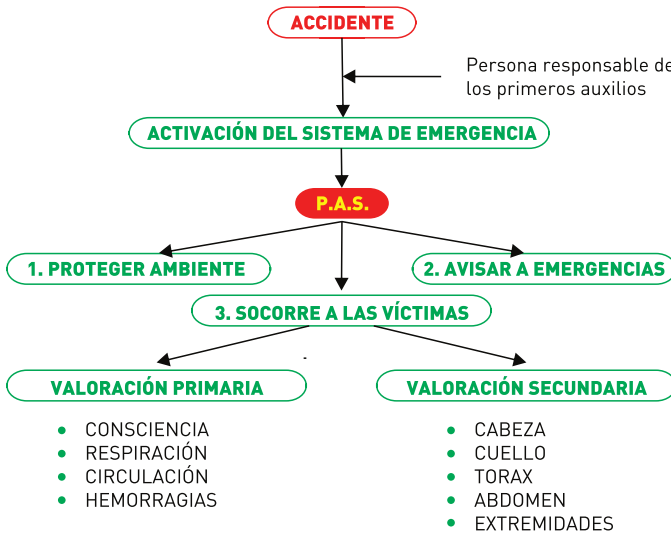 ACCIDENTE
Persona responsable de
los primeros auxilios
ACTIVACIÓN DEL SISTEMA DE EMERGENCIA
P.A.S.
1. PROTEGER AMBIENTE
2. AVISAR A EMERGENCIAS
3. SOCORRE A LAS VÍCTIMAS
VALORACIÓN PRIMARIA
VALORACIÓN SECUNDARIA
CONSCIENCIA
RESPIRACIÓN
CIRCULACIÓN
HEMORRAGIAS
CABEZA
CUELLO
TORAX
ABDOMEN
EXTREMIDADES